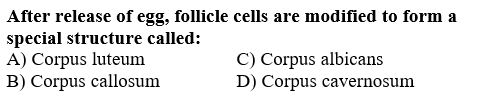 After release of egg, follicle cells are modified to form a
special structure called:
A) Corpus luteum C) Corpus albicans
B) Corpus callosum D) Corpus cavernosum